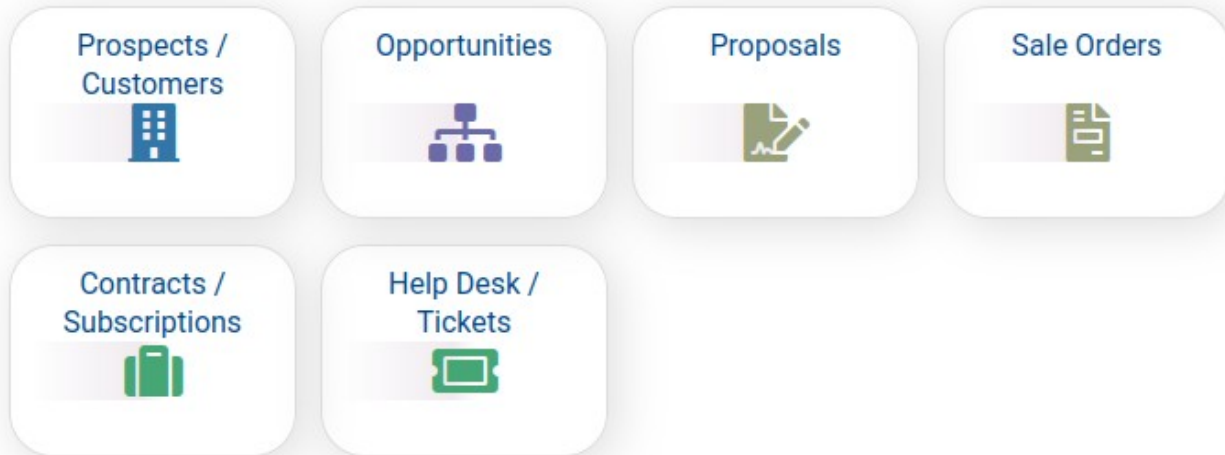 Prospects /
Customers
Opportunities
Proposals
Sale Orders
Contracts /
Subscriptions
Help Desk /
Tickets